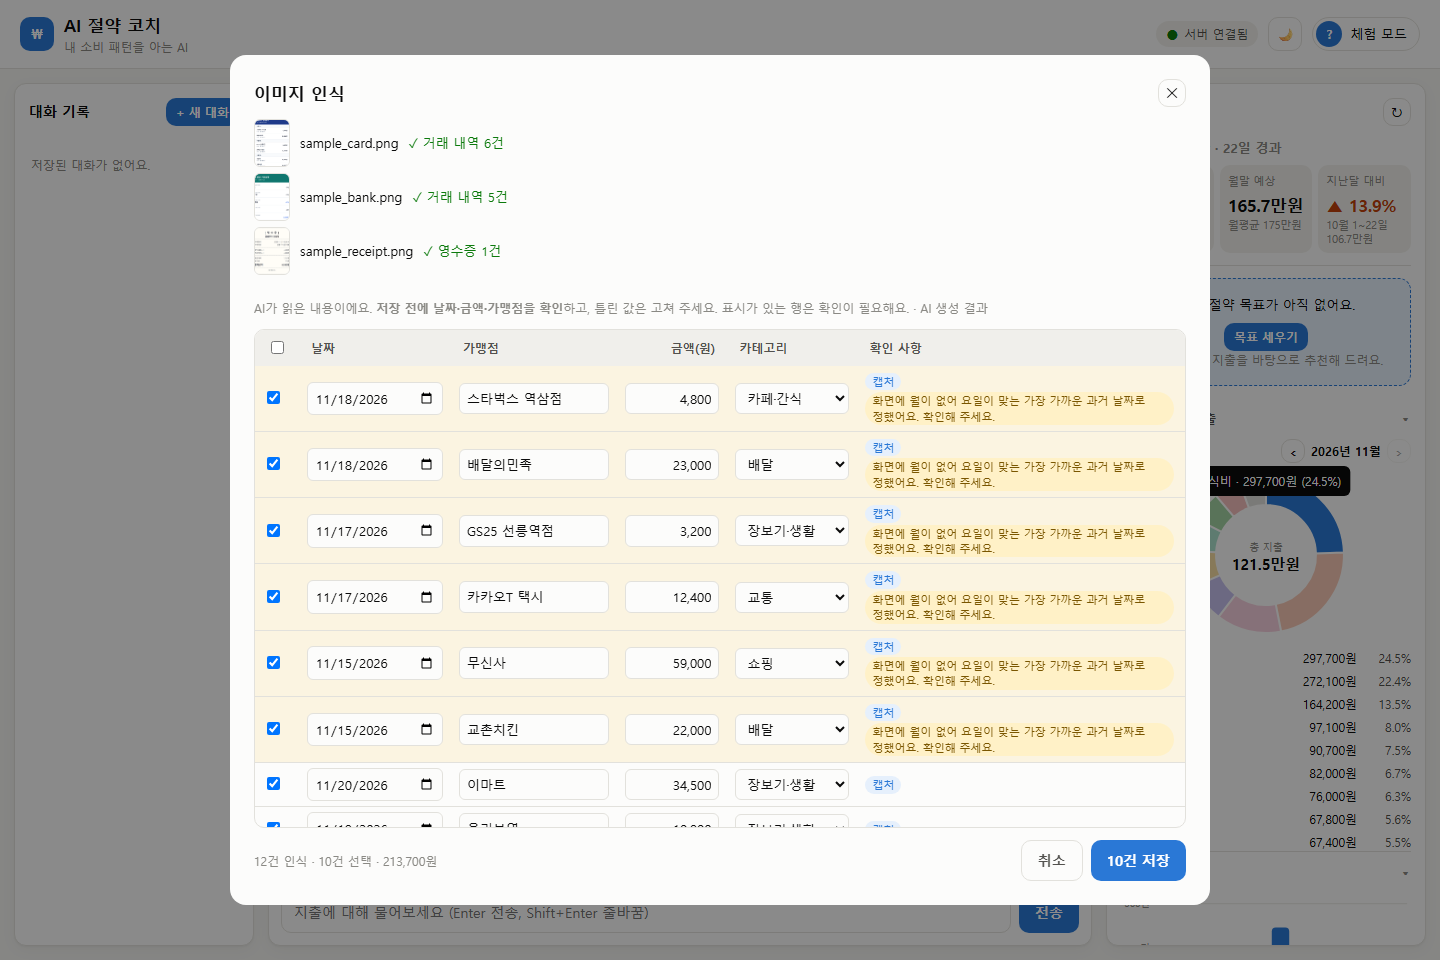 ₩
AI 절약 코치
내 소비 패턴을 아는 AI
서버 연결됨
? 체험 모드
대화 기록
+ 새 대화
저장된 대화가 없어요.
이미지 인식
sample_card.png ✓ 거래 내역 6건
sample_bank.png ✓ 거래 내역 5건
sample_receipt.png ✓ 영수증 1건
AI가 읽은 내용이에요. 저장 전에 날짜·금액·가맹점을 확인하고, 틀린 값은 고쳐 주세요. 표시가 있는 행은 확인이 필요해요. · AI 생성 결과
날짜 가맹점 금액(원) 카테고리 확인 사항
11/18/2026 스타벅스 역삼점 4,800 카페·간식 캡처
화면에 월이 없어 요일이 맞는 가장 가까운 과거 날짜로
정했어요. 확인해 주세요.
11/18/2026 배달의민족 23,000 배달 캡처
화면에 월이 없어 요일이 맞는 가장 가까운 과거 날짜로
정했어요. 확인해 주세요.
11/17/2026 GS25 선릉역점 3,200 장보기·생활 캡처
화면에 월이 없어 요일이 맞는 가장 가까운 과거 날짜로
정했어요. 확인해 주세요.
11/17/2026 카카오T 택시 12,400 교통 캡처
화면에 월이 없어 요일이 맞는 가장 가까운 과거 날짜로
정했어요. 확인해 주세요.
11/15/2026 무신사 59,000 쇼핑 캡처
화면에 월이 없어 요일이 맞는 가장 가까운 과거 날짜로
정했어요. 확인해 주세요.
11/15/2026 교촌치킨 22,000 배달 캡처
화면에 월이 없어 요일이 맞는 가장 가까운 과거 날짜로
정했어요. 확인해 주세요.
11/20/2026 이마트 34,500 장보기·생활 캡처
12건 인식 · 10건 선택 · 213,700원
취소
10건 저장
· 22일 경과
월말 예상
165.7만원
월평균 175만원
지난달 대비
▲ 13.9%
10월 1~22일
106.7만원
절약 목표가 아직 없어요.
목표 세우기
지출을 바탕으로 추천해 드려요.
‹ 2026년 11월 ›
식비 · 297,700원 (24.5%)
총 지출
121.5만원
297,700원 24.5%
272,100원 22.4%
164,200원 13.5%
97,100원 8.0%
90,700원 7.5%
82,000원 6.7%
76,000원 6.3%
67,800원 5.6%
67,400원 5.5%
지출에 대해 물어보세요 (Enter 전송, Shift+Enter 줄바꿈)
전송